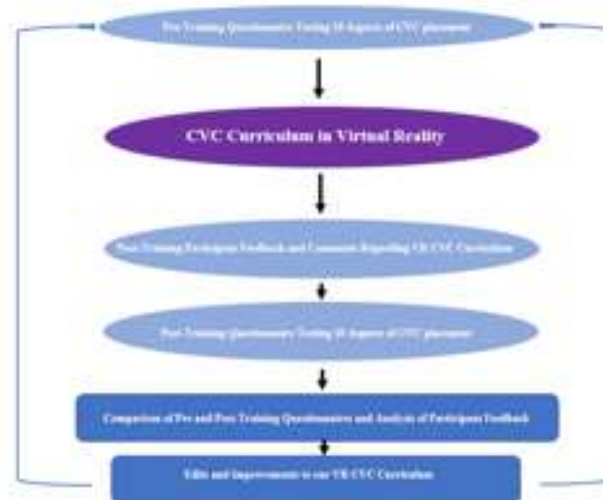 Pre-Training Questionnaire Testing 10 Aspects of CVC placement
CVC Curriculum in Virtual Reality
Post-Training Participant Feedback and Comments Regarding VR CVC Curriculum
Post-Training Questionnaire Testing 10 Aspects of CVC placement
Comparison of Pre and Post Training Questionnaires and Analysis of Participant Feedback
Edits and Improvements to our VR CVC Curriculum